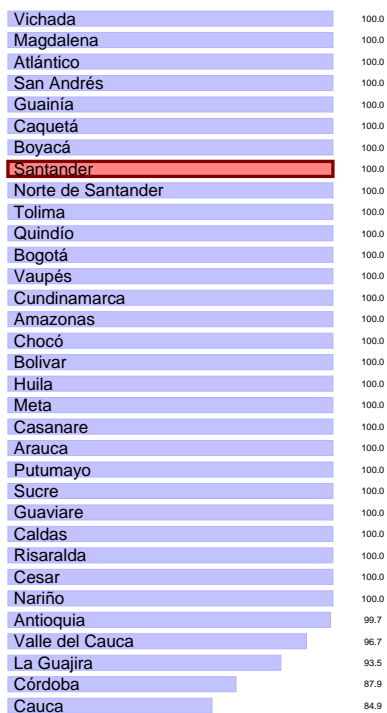 Vichada 100.0
Magdalena 100.0
Atlántico 100.0
San Andrés 100.0
Guainía 100.0
Caquetá 100.0
Boyacá 100.0
Santander 100.0
Norte de Santander 100.0
Tolima 100.0
Quindío 100.0
Bogotá 100.0
Vaupés 100.0
Cundinamarca 100.0
Amazonas 100.0
Chocó 100.0
Bolivar 100.0
Huila 100.0
Meta 100.0
Casanare 100.0
Arauca 100.0
Putumayo 100.0
Sucre 100.0
Guaviare 100.0
Caldas 100.0
Risaralda 100.0
Cesar 100.0
Nariño 100.0
Antioquia 99.7
Valle del Cauca 96.7
La Guajira 93.5
Córdoba 87.9
Cauca 84.9